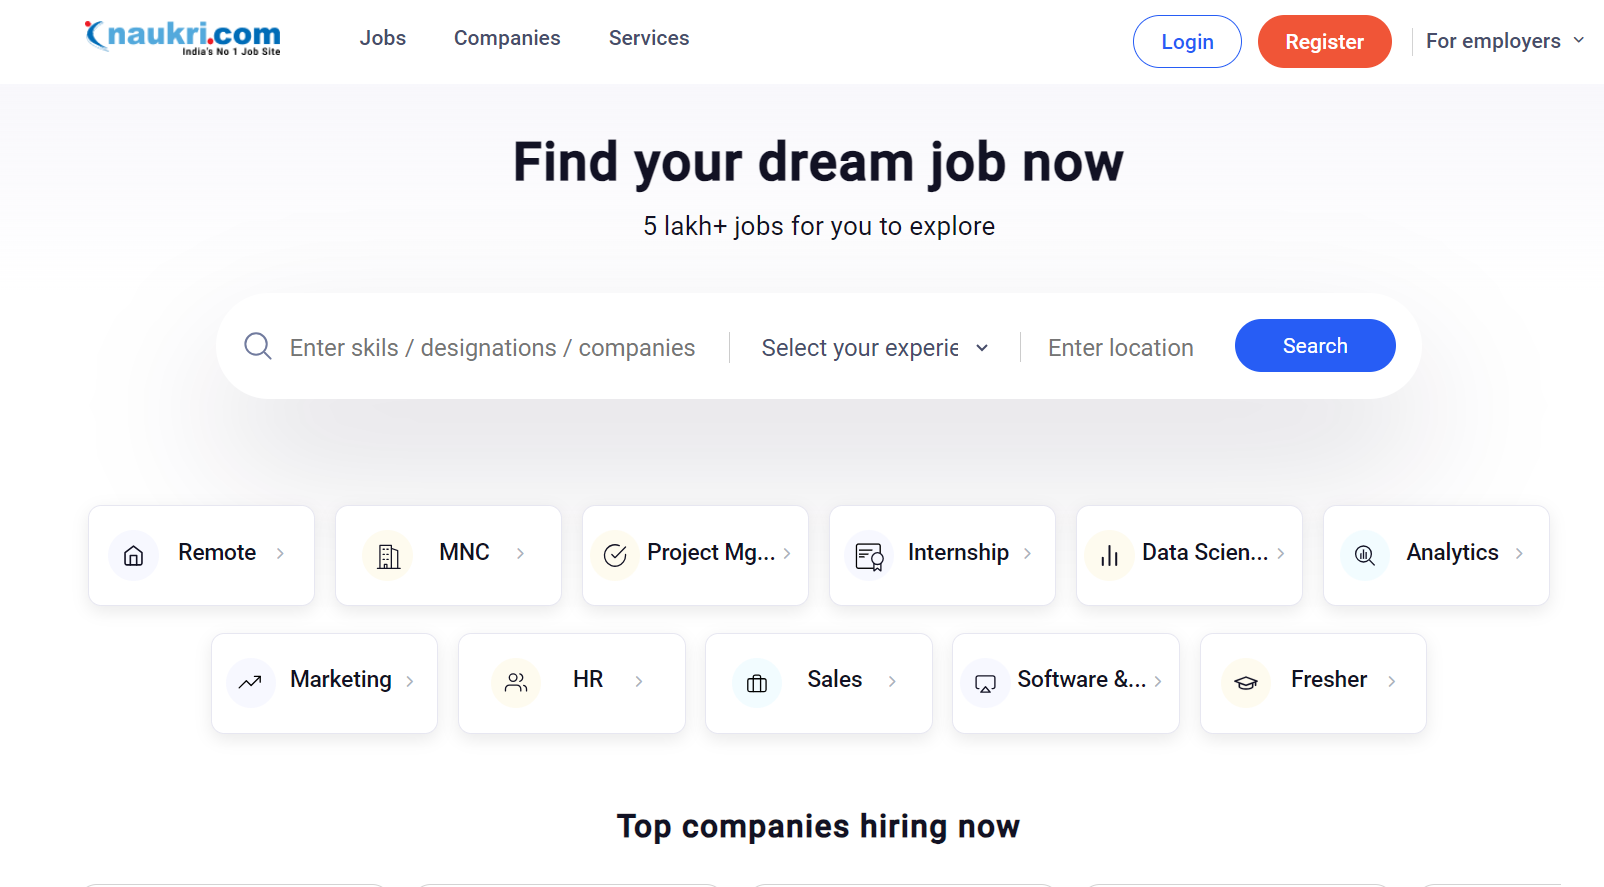 naukri.com
India's No 1 Job Site
Jobs Companies Services
Login Register For employers
Find your dream job now
5 lakh+ jobs for you to explore
Enter skils / designations / companies Select your experie Enter location Search
Remote MNC Project Mg... Internship Data Scien... Analytics
Marketing HR Sales Software &... Fresher
Top companies hiring now